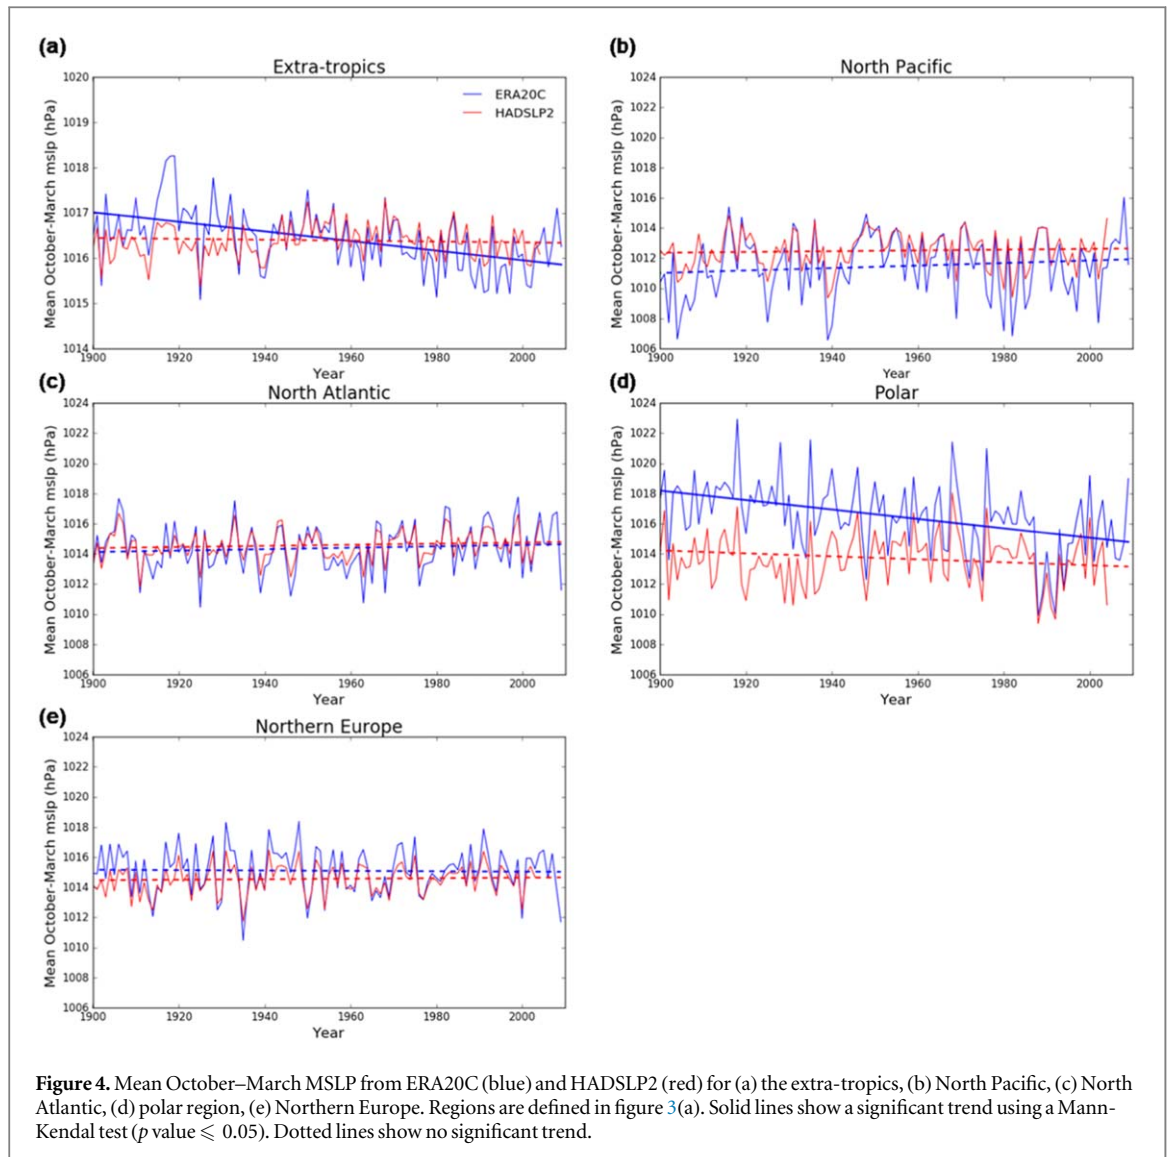 (a)
Extra-tropics
1020
1019
1018
1017
1016
1015
1014
Mean October-March mslp (hPa)
ERA20C
HADSLP2
1900 1920 1940 1960 1980 2000
Year
(b)
North Pacific
1024
1022
1020
1018
1016
1014
1012
1010
1008
1006
Mean October-March mslp (hPa)
1900 1920 1940 1960 1980 2000
Year
(c)
North Atlantic
1024
1022
1020
1018
1016
1014
1012
1010
1008
1006
Mean October-March mslp (hPa)
1900 1920 1940 1960 1980 2000
Year
(d)
Polar
1024
1022
1020
1018
1016
1014
1012
1010
1008
1006
Mean October-March mslp (hPa)
1900 1920 1940 1960 1980 2000
Year
(e)
Northern Europe
1024
1022
1020
1018
1016
1014
1012
1010
1008
1006
Mean October-March mslp (hPa)
1900 1920 1940 1960 1980 2000
Year
Figure 4. Mean October–March MSLP from ERA20C (blue) and HADSLP2 (red) for (a) the extra-tropics, (b) North Pacific, (c) North
Atlantic, (d) polar region, (e) Northern Europe. Regions are defined in figure 3(a). Solid lines show a significant trend using a Mann-
Kendal test (p value ⩽ 0.05). Dotted lines show no significant trend.